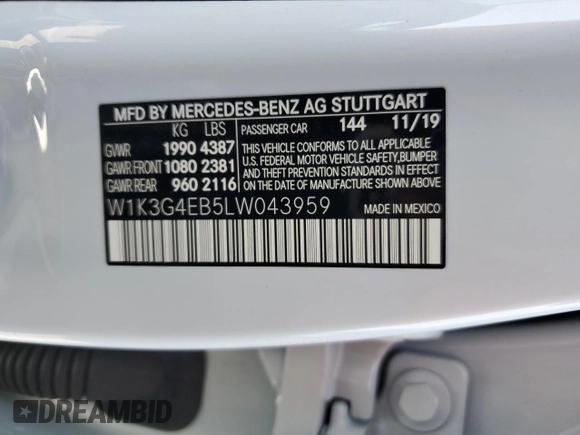 MFD BY MERCEDES-BENZ AG STUTTGART
KG LBS PASSENGER CAR 144 11/19
GVWR 1990 4387
GAWR FRONT 1080 2381
GAWR REAR 960 2116
THIS VEHICLE CONFORMS TO ALL APPLICABLE
U.S. FEDERAL MOTOR VEHICLE SAFETY,BUMPER
AND THEFT PREVENTION STANDARDS IN EFFECT
ON THE DATE OF MANUFACTURE SHOWN ABOVE.
W1K3G4EB5LW043959 MADE IN MEXICO
DREAMBID